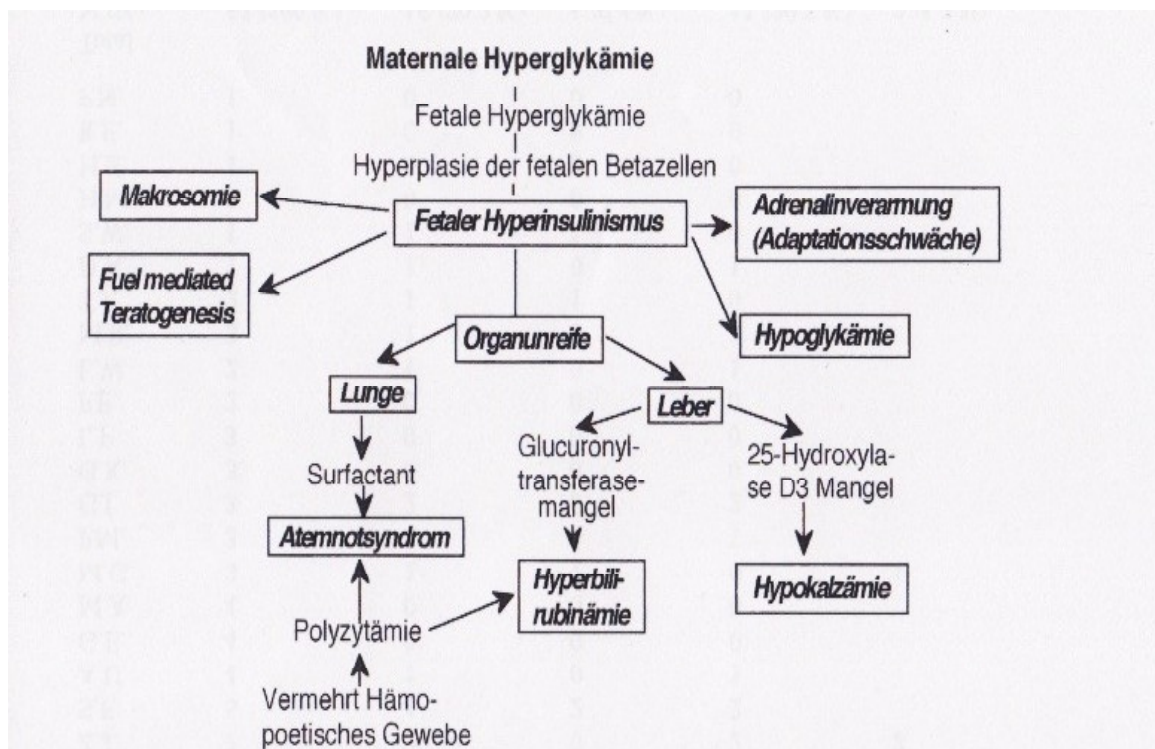 Maternale Hyperglykämie
Fetale Hyperglykämie
Hyperplasie der fetalen Betazellen
Makrosomie
Fetaler Hyperinsulinismus
Adrenalinverarmung
(Adaptationsschwäche)
Fuel mediated
Teratogenesis
Organunreife
Hypoglykämie
Lunge
Leber
Surfactant
Glucuronyl-
transferase-
mangel
25-Hydroxyla-
se D3 Mangel
Atemnotsyndrom
Hyperbili-
rubinämie
Hypokalzämie
Polyzytämie
Vermehrt Hämo-
poetisches Gewebe